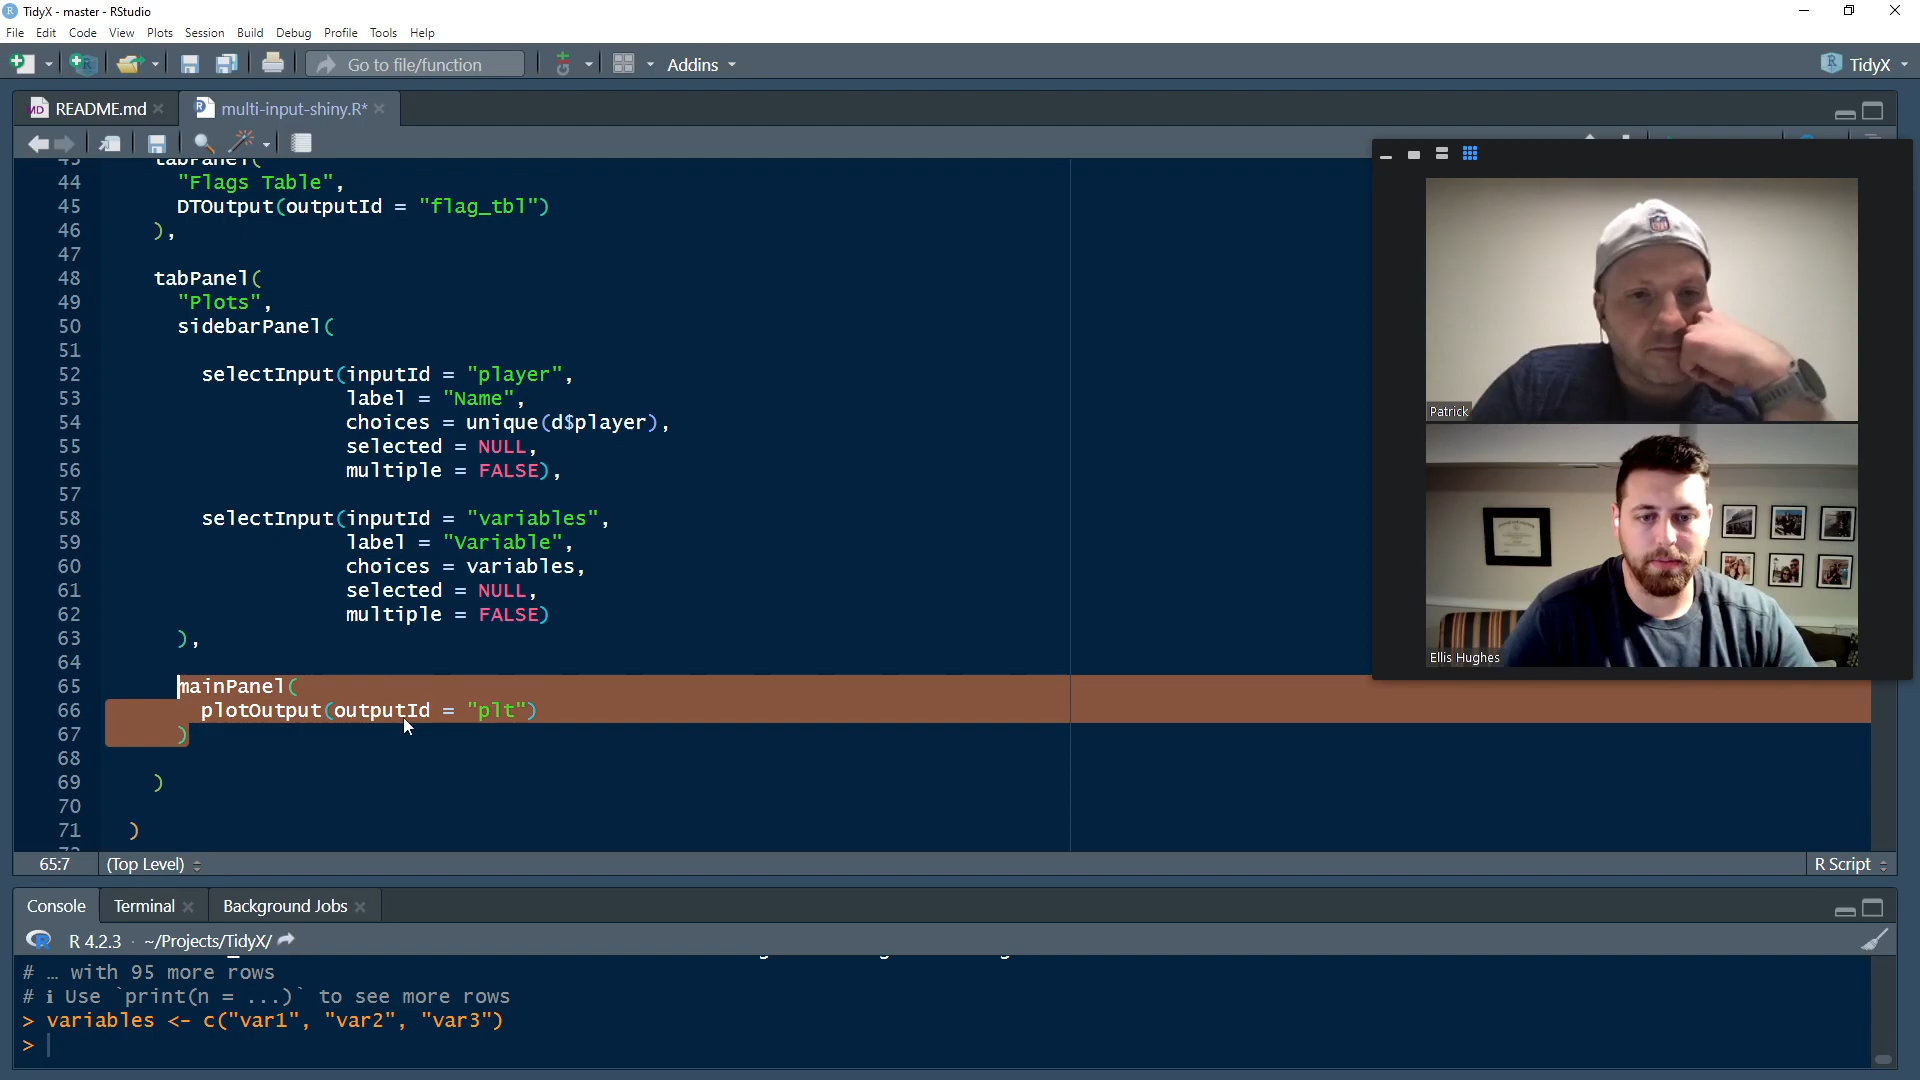 TidyX - master - RStudio
File Edit Code View Plots Session Build Debug Profile Tools Help
Go to file/function Addins TidyX
README.md multi-input-shiny.R*
43 tabPanel(
44 "Flags Table",
45 DTOutput(outputId = "flag_tbl")
46 ),
47
48 tabPanel(
49 "Plots",
50 sidebarPanel(
51
52 selectInput(inputId = "player",
53 label = "Name",
54 choices = unique(d$player),
55 selected = NULL,
56 multiple = FALSE),
57
58 selectInput(inputId = "variables",
59 label = "Variable",
60 choices = variables,
61 selected = NULL,
62 multiple = FALSE)
63 ),
64
65 mainPanel(
66 plotOutput(outputId = "plt")
67 )
68
69 )
70
71 )
65:7 (Top Level) R Script
Patrick
Ellis Hughes
Console Terminal Background Jobs
R 4.2.3 · ~/Projects/TidyX/
# … with 95 more rows
# ℹ Use `print(n = ...)` to see more rows
> variables <- c("var1", "var2", "var3")
>